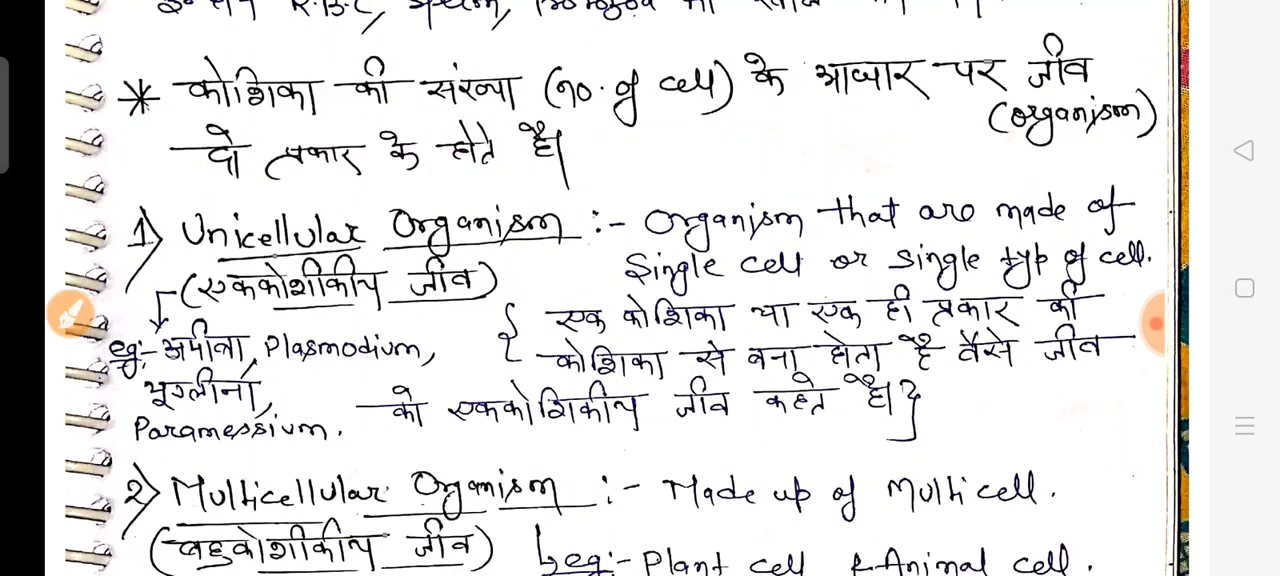 R.B.C, Sperm,
* कोशिका की संख्या (no. of cell) के आधार पर जीव
(organism)
दो प्रकार के होते है।
1) Unicellular Organism :- Organism that are made of
(एककोशीकीय जीव) Single cell or single typ of cell.
{ एक कोशिका या एक ही प्रकार की
eg:- अमीबा, Plasmodium, कोशिका से बना होता है वैसे जीव
यूग्लीना, को एककोशिकीय जीव कहते है।}
Paramessium.
2) Multicellular Organism :- Made up of Multi cell.
(बहुकोशीकीय जीव) eg:- Plant cell & Animal cell.